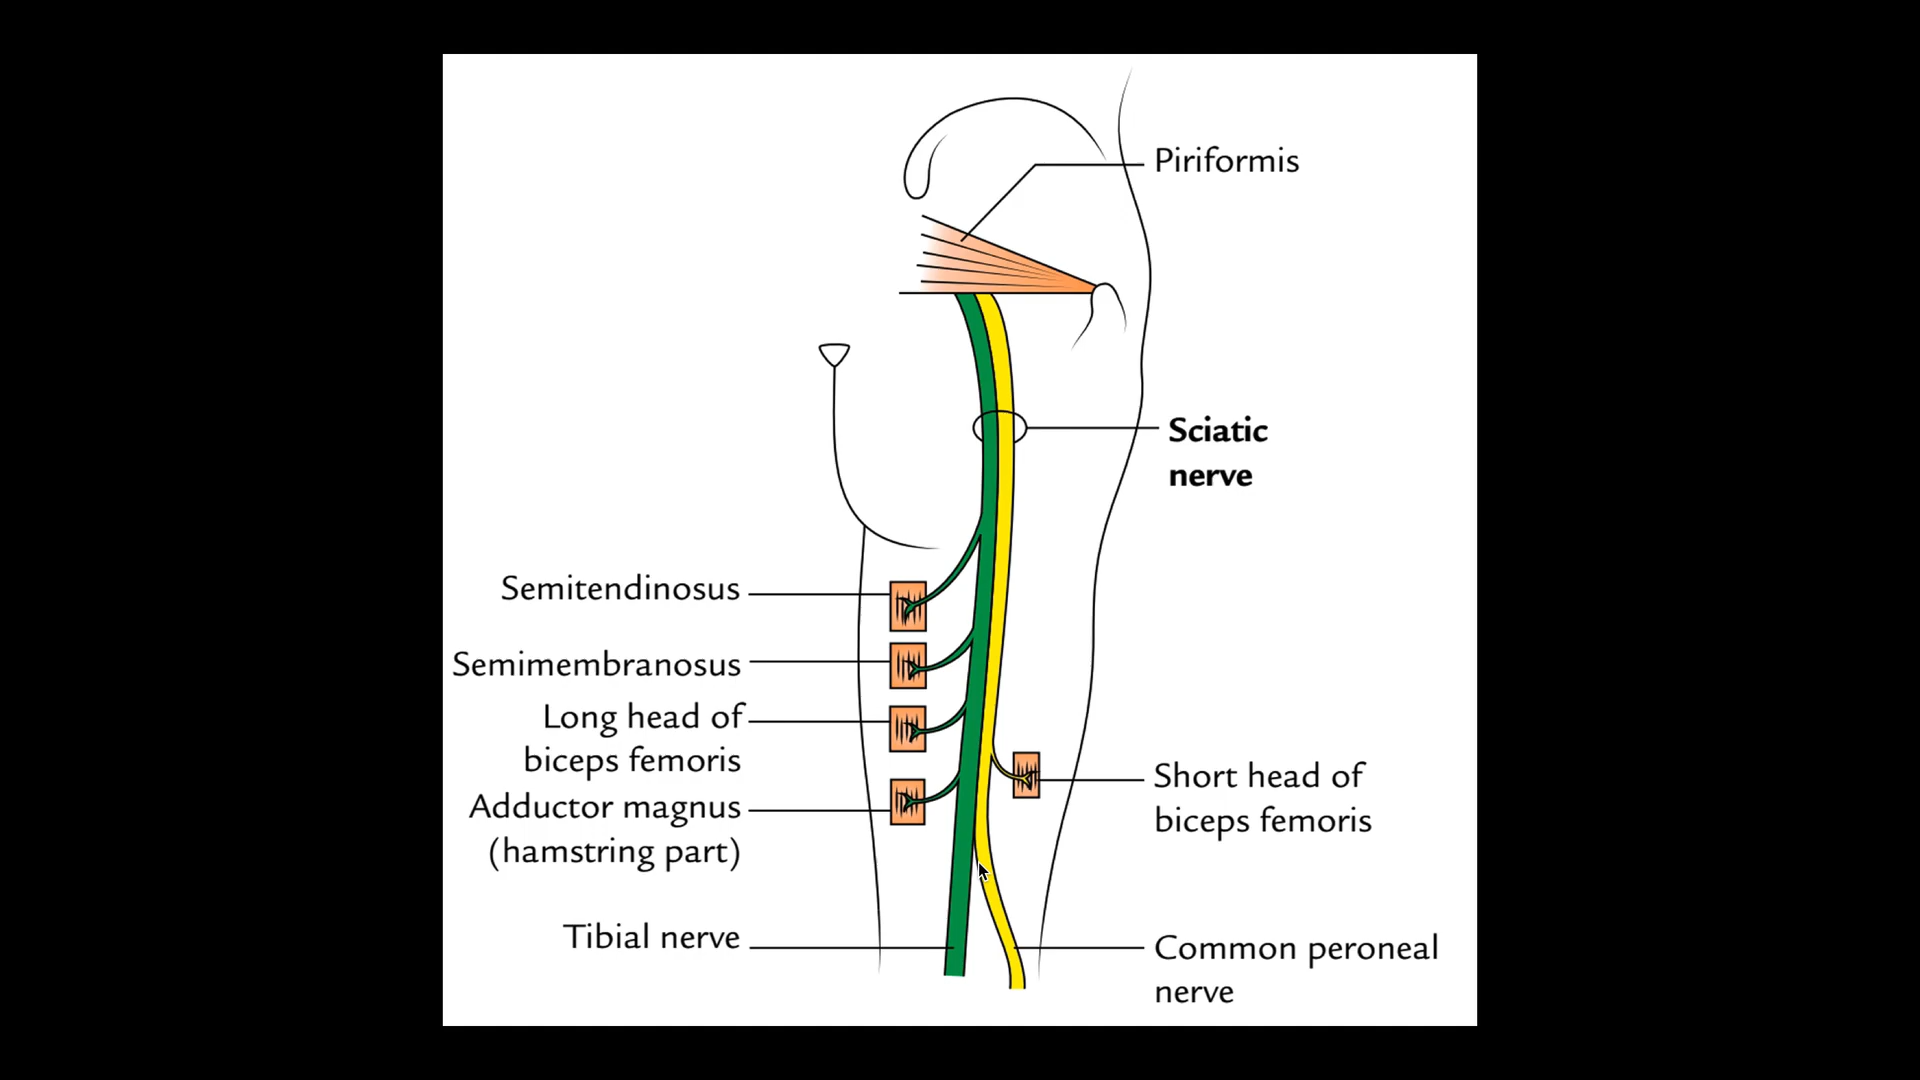 Piriformis
Sciatic
nerve
Semitendinosus
Semimembranosus
Long head of
biceps femoris
Adductor magnus
(hamstring part)
Short head of
biceps femoris
Tibial nerve
Common peroneal
nerve